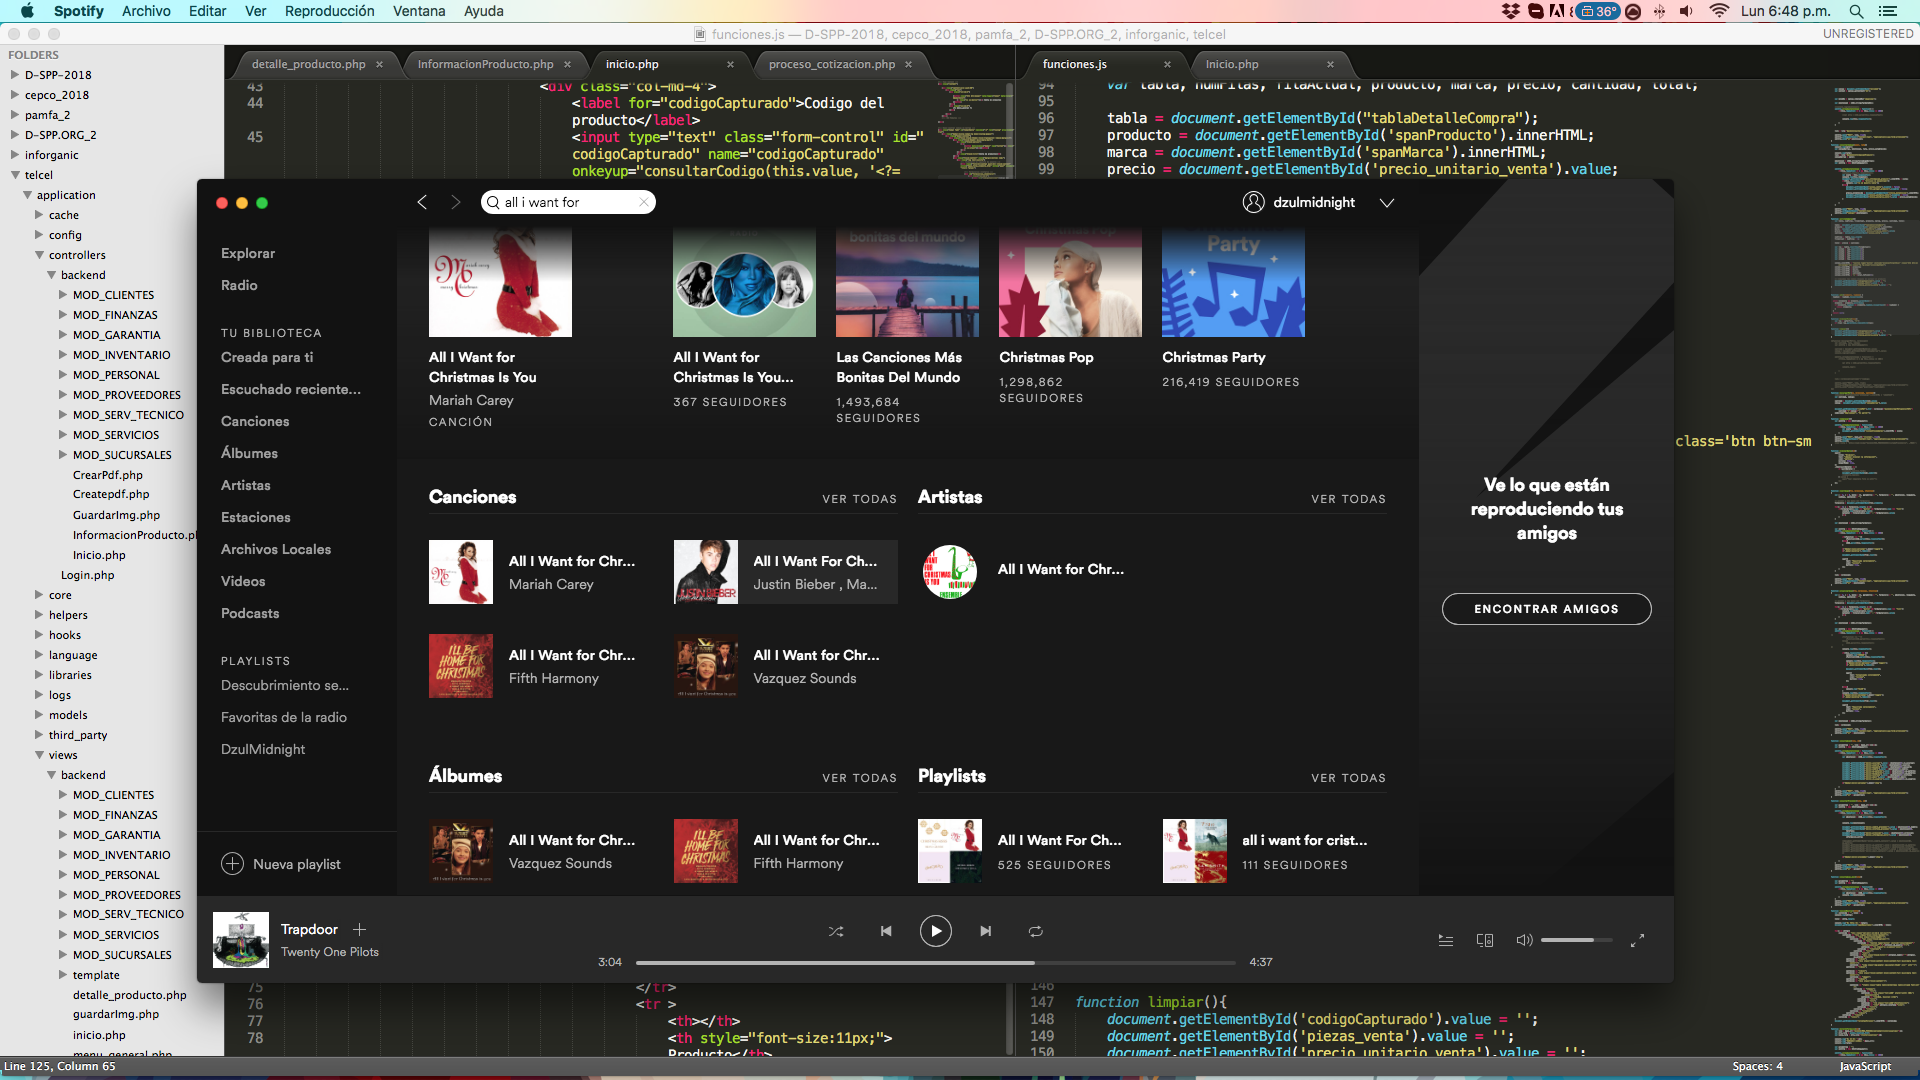 Spotify Archivo Editar Ver Reproducción Ventana Ayuda
36° Lun 6:48 p.m.
funciones.js — D-SPP-2018, cepco_2018, pamfa_2, D-SPP.ORG_2, inforganic, telcel
UNREGISTERED
FOLDERS
D-SPP-2018
cepco_2018
pamfa_2
D-SPP.ORG_2
inforganic
telcel
application
cache
config
controllers
backend
MOD_CLIENTES
MOD_FINANZAS
MOD_GARANTIA
MOD_INVENTARIO
MOD_PERSONAL
MOD_PROVEEDORES
MOD_SERV_TECNICO
MOD_SERVICIOS
MOD_SUCURSALES
CrearPdf.php
Createpdf.php
GuardarImg.php
InformacionProducto.p
Inicio.php
Login.php
core
helpers
hooks
language
libraries
logs
models
third_party
views
backend
MOD_CLIENTES
MOD_FINANZAS
MOD_GARANTIA
MOD_INVENTARIO
MOD_PERSONAL
MOD_PROVEEDORES
MOD_SERV_TECNICO
MOD_SERVICIOS
MOD_SUCURSALES
template
detalle_producto.php
guardarImg.php
inicio.php
menu_general.php
detalle_producto.php × InformacionProducto.php × inicio.php × proceso_cotizacion.php ×
43 <div class="col-md-4">
44 <label for="codigoCapturado">Codigo del
producto</label>
45 <input type="text" class="form-control" id="
codigoCapturado" name="codigoCapturado"
onkeyup="consultarCodigo(this.value, '<?=
funciones.js × Inicio.php ×
94 var tabla, numFilas, filaActual, producto, marca, precio, cantidad, total;
95
96 tabla = document.getElementById("tablaDetalleCompra");
97 producto = document.getElementById('spanProducto').innerHTML;
98 marca = document.getElementById('spanMarca').innerHTML;
99 precio = document.getElementById('precio_unitario_venta').value;
class='btn btn-sm
all i want for
dzulmidnight
Explorar
Radio
TU BIBLIOTECA
Creada para ti
Escuchado reciente...
Canciones
Álbumes
Artistas
Estaciones
Archivos Locales
Videos
Podcasts
PLAYLISTS
Descubrimiento se...
Favoritas de la radio
DzulMidnight
Nueva playlist
All I Want for
Christmas Is You
Mariah Carey
CANCIÓN
All I Want for
Christmas Is You...
367 SEGUIDORES
bonitas del mundo
Las Canciones Más
Bonitas Del Mundo
1,493,684
SEGUIDORES
Christmas Pop
Christmas Pop
1,298,862
SEGUIDORES
Party
Christmas Party
216,419 SEGUIDORES
Canciones VER TODAS
All I Want for Chr...
Mariah Carey
All I Want For Ch...
Justin Bieber , Ma...
I'LL BE
HOME FOR
CHRISTMAS
All I Want for Chr...
Fifth Harmony
All I Want for Chr...
Vazquez Sounds
Artistas VER TODAS
All I Want for Chr...
Álbumes VER TODAS
All I Want for Chr...
Vazquez Sounds
I'LL BE
HOME FOR
CHRISTMAS
All I Want for Chr...
Fifth Harmony
Playlists VER TODAS
All I Want For Ch...
525 SEGUIDORES
all i want for crist...
111 SEGUIDORES
Ve lo que están
reproduciendo tus
amigos
ENCONTRAR AMIGOS
Trapdoor
Twenty One Pilots
3:04 4:37
75 </tr>
76 <tr >
77 <th></th>
78 <th style="font-size:11px;">
Producto</th>
146
147 function limpiar(){
148 document.getElementById('codigoCapturado').value = '';
149 document.getElementById('piezas_venta').value = '';
150 document.getElementById('precio_unitario_venta').value = '';
Line 125, Column 65
Spaces: 4 JavaScript